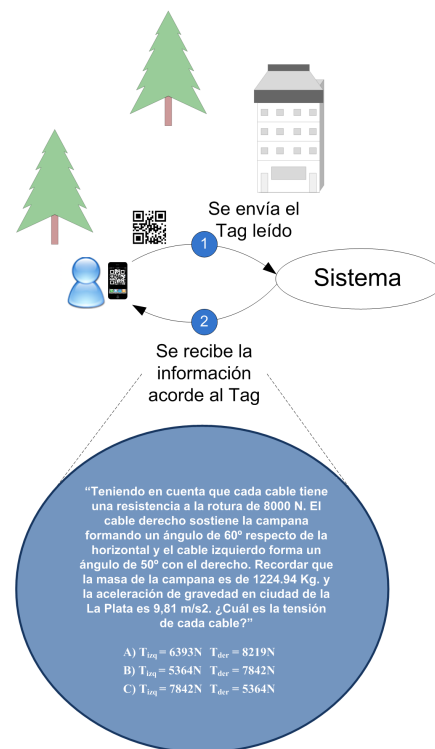 Se envía el
Tag leído
1
Sistema
2
Se recibe la
información
acorde al Tag
“Teniendo en cuenta que cada cable tiene
una resistencia a la rotura de 8000 N. El
cable derecho sostiene la campana
formando un ángulo de 60º respecto de la
horizontal y el cable izquierdo forma un
ángulo de 50º con el derecho. Recordar que
la masa de la campana es de 1224.94 Kg. y
la aceleración de gravedad en ciudad de la
La Plata es 9,81 m/s2. ¿Cuál es la tensión
de cada cable?”
A) Tizq = 6393N Tder = 8219N
B) Tizq = 5364N Tder = 7842N
C) Tizq = 7842N Tder = 5364N